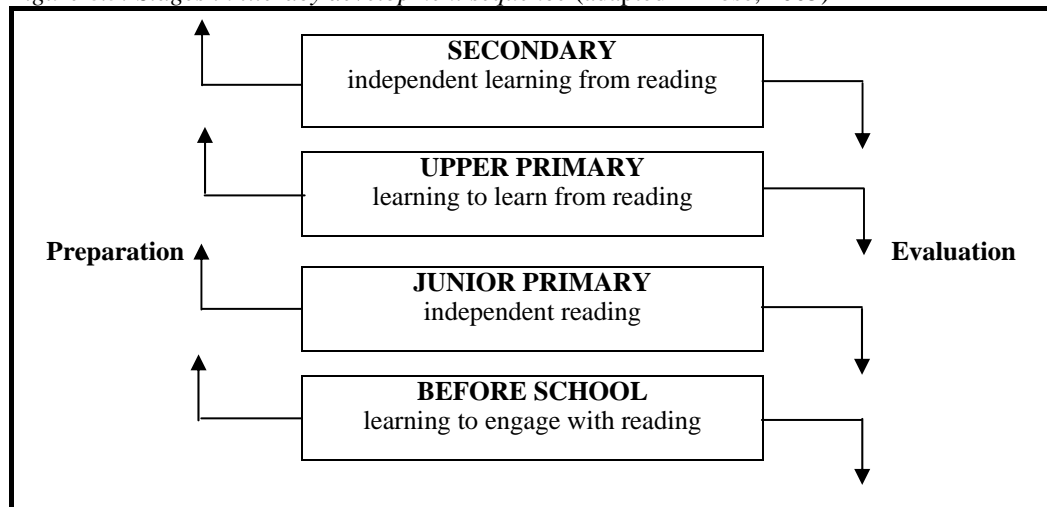 SECONDARY
independent learning from reading
UPPER PRIMARY
learning to learn from reading
Preparation
Evaluation
JUNIOR PRIMARY
independent reading
BEFORE SCHOOL
learning to engage with reading